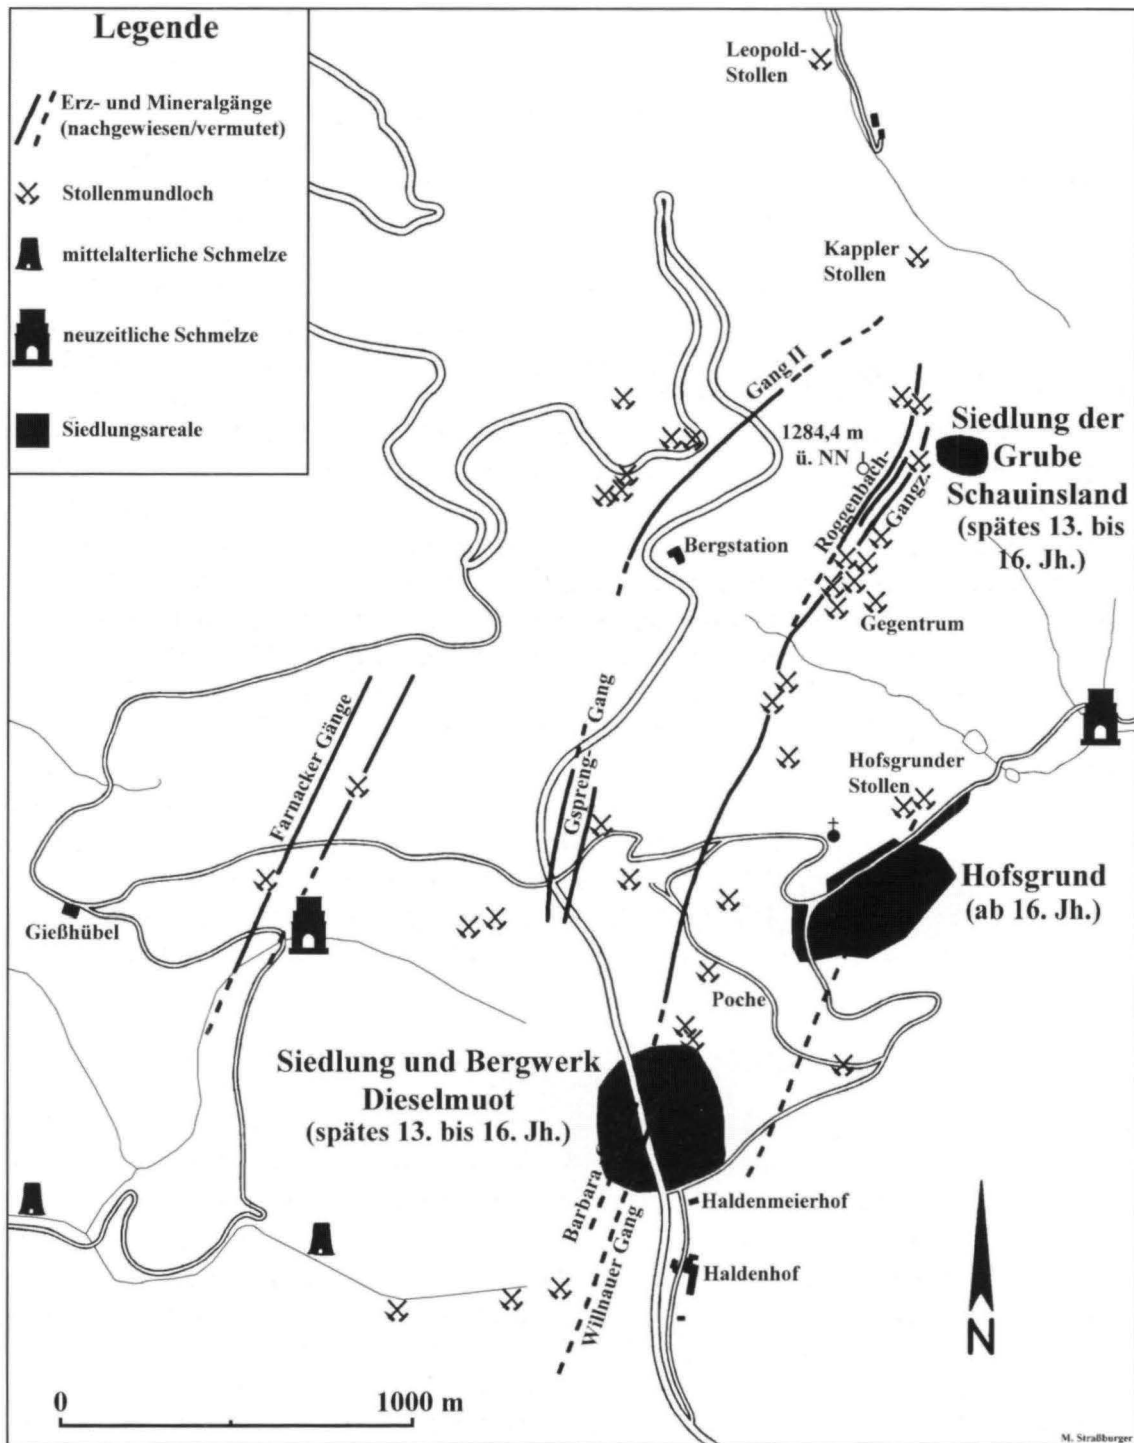 Legende
Erz- und Mineralgänge
(nachgewiesen/vermutet)
Stollenmundloch
mittelalterliche Schmelze
neuzeitliche Schmelze
Siedlungsareale
Leopold-
Stollen
Kappler
Stollen
Gang II
1284,4 m
ü. NN
Roggenbach-
Gangz.
Siedlung der
Grube
Schauinsland
(spätes 13. bis
16. Jh.)
Bergstation
Gegentrum
Farnacker Gänge
Gspreng-
Gang
Hofsgrunder
Stollen
Hofsgrund
(ab 16. Jh.)
Gießhübel
Poche
Siedlung und Bergwerk
Dieselmuot
(spätes 13. bis 16. Jh.)
Barbara
Willnauer Gang
Haldenmeierhof
Haldenhof
N
0
1000 m
M. Straßburger